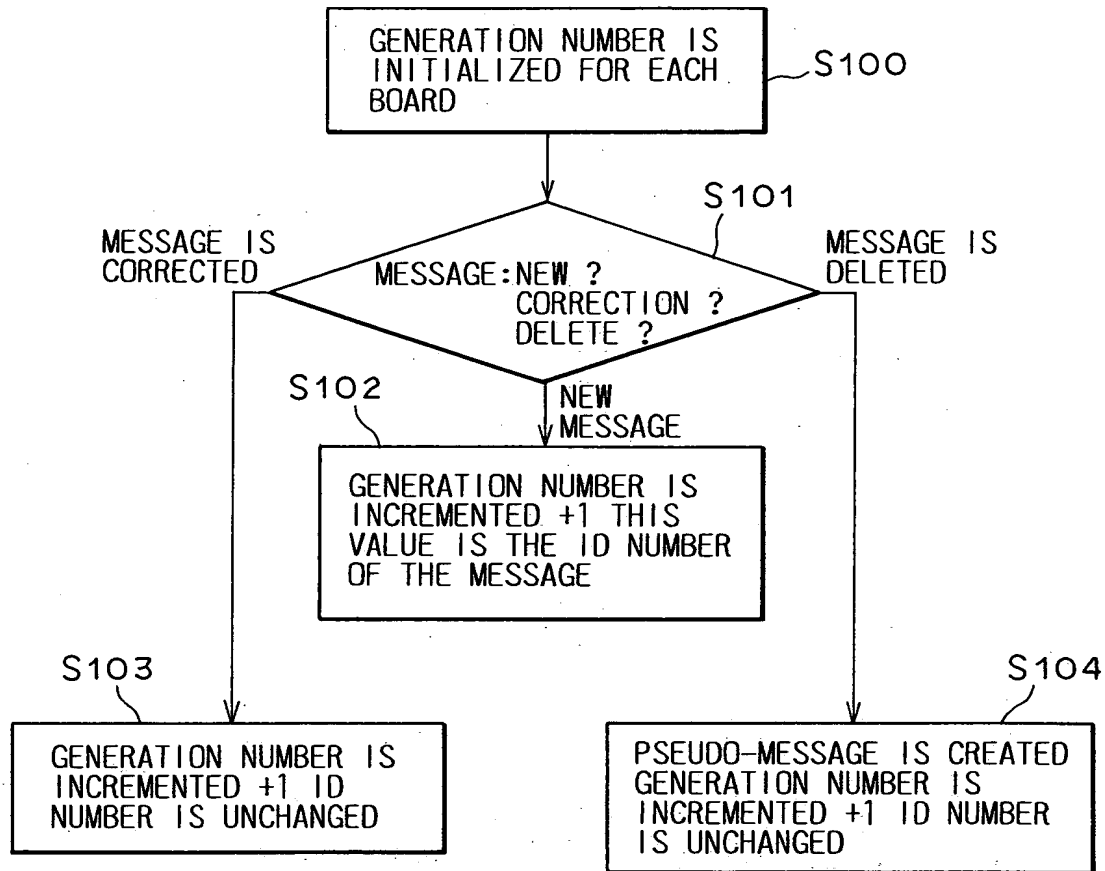 GENERATION NUMBER IS
INITIALIZED FOR EACH
BOARD
S100
S101
MESSAGE IS
CORRECTED
MESSAGE:NEW ?
CORRECTION ?
DELETE ?
MESSAGE IS
DELETED
S102
NEW
MESSAGE
GENERATION NUMBER IS
INCREMENTED +1 THIS
VALUE IS THE ID NUMBER
OF THE MESSAGE
S103
GENERATION NUMBER IS
INCREMENTED +1 ID
NUMBER IS UNCHANGED
S104
PSEUDO-MESSAGE IS CREATED
GENERATION NUMBER IS
INCREMENTED +1 ID NUMBER
IS UNCHANGED